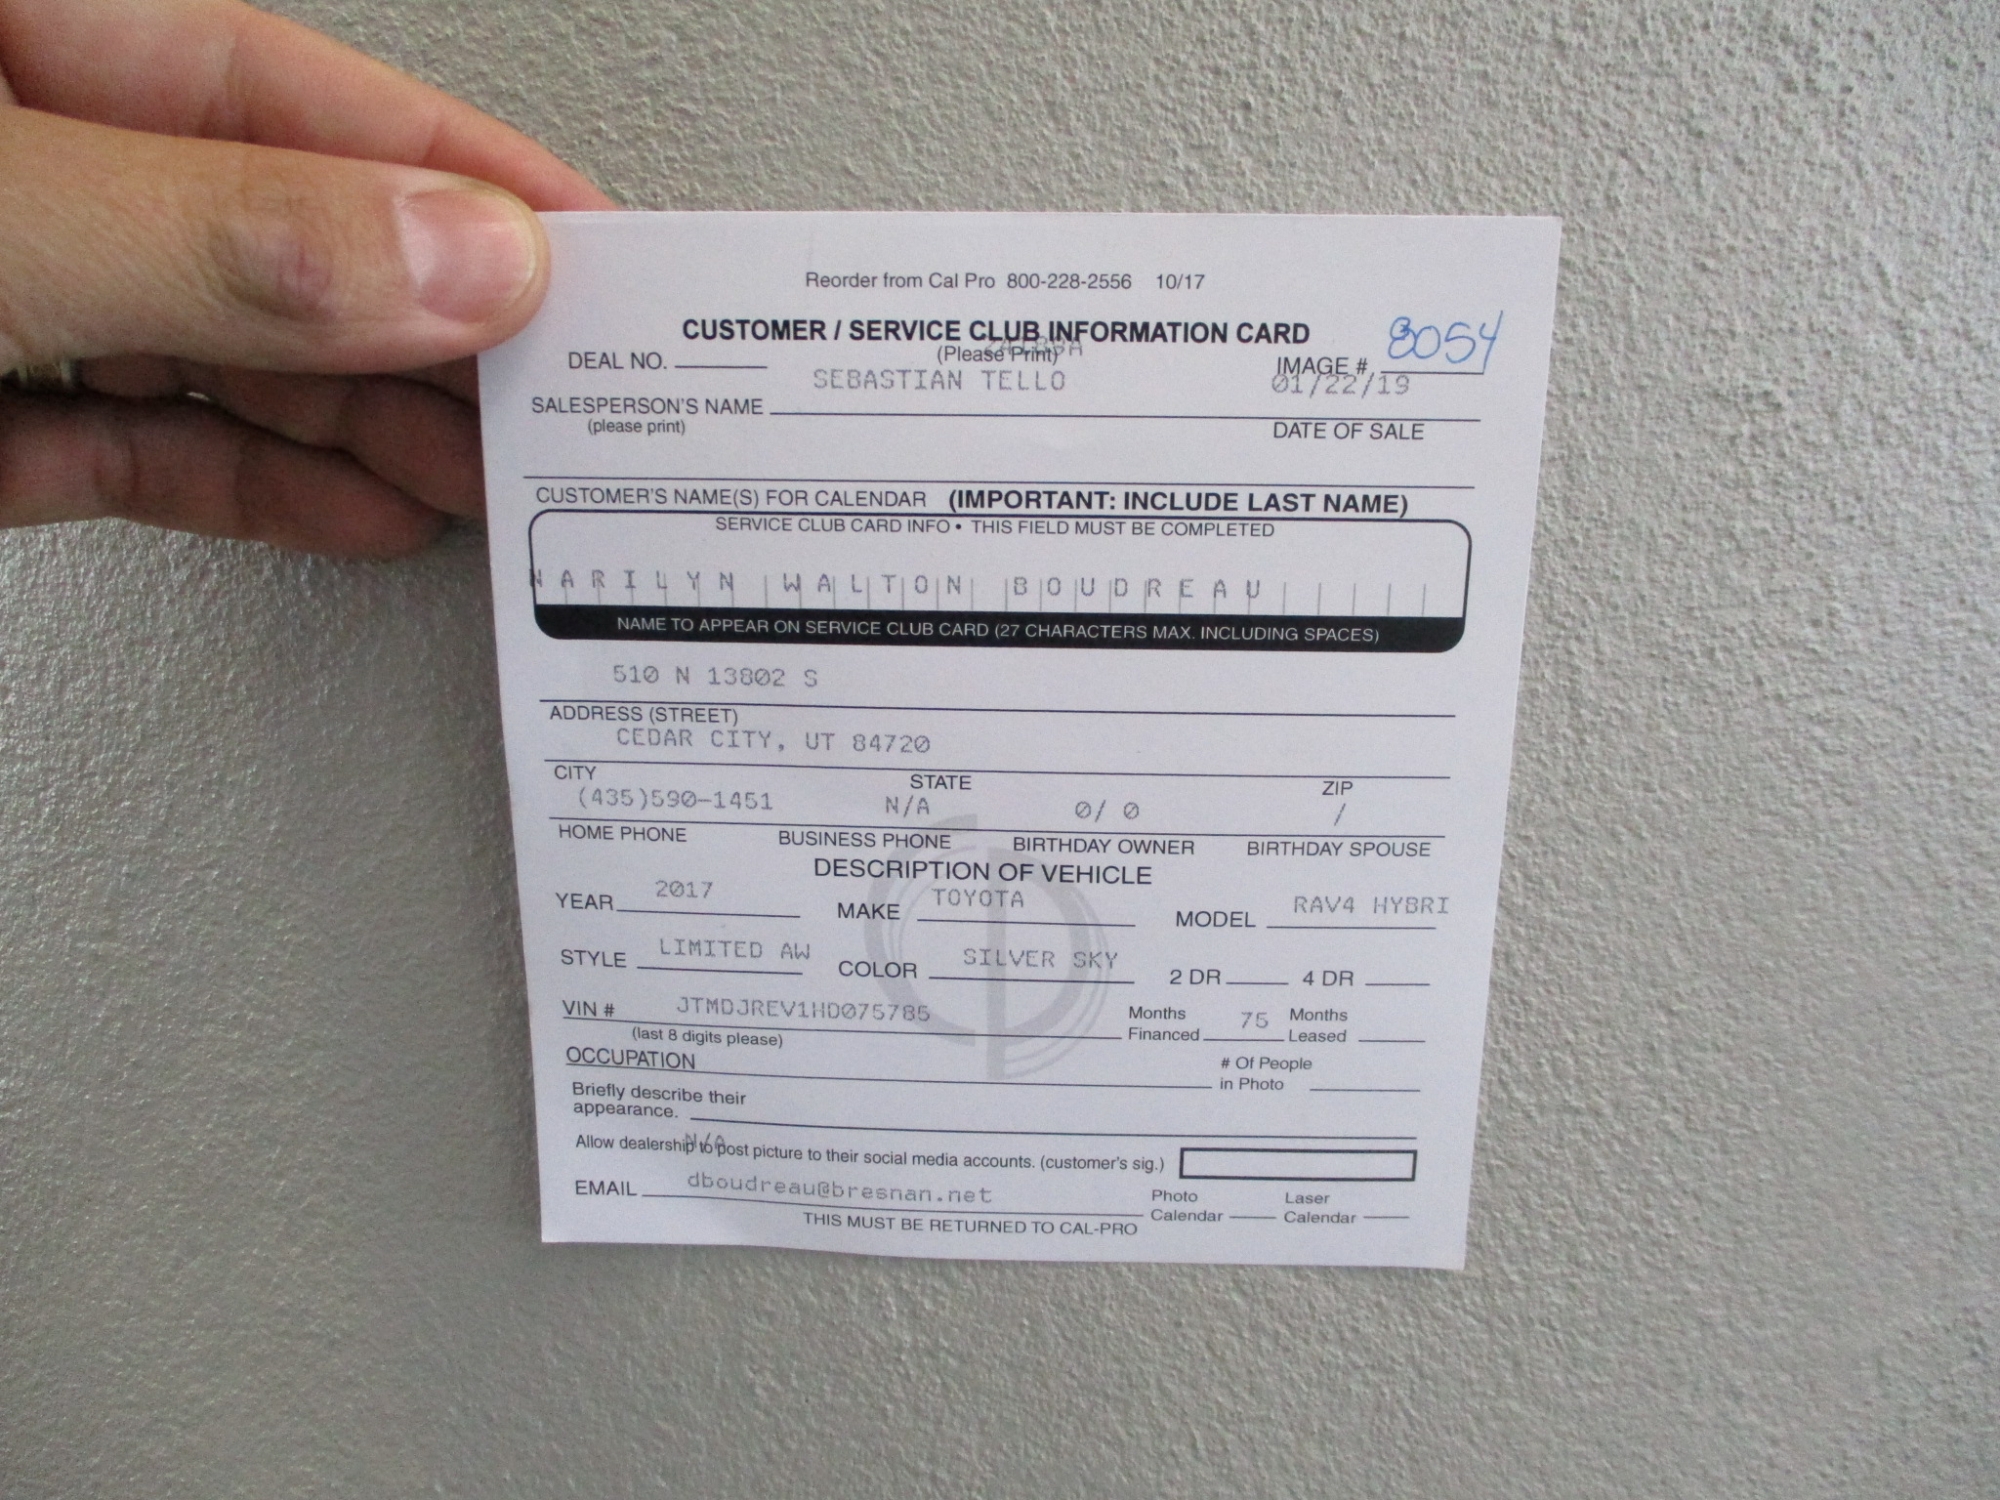 Reorder from Cal Pro 800-228-2556 10/17
CUSTOMER / SERVICE CLUB INFORMATION CARD
(Please Print)
DEAL NO. IMAGE # 8054
SEBASTIAN TELLO 01/22/19
SALESPERSON'S NAME
(please print) DATE OF SALE
CUSTOMER'S NAME(S) FOR CALENDAR (IMPORTANT: INCLUDE LAST NAME)
SERVICE CLUB CARD INFO • THIS FIELD MUST BE COMPLETED
NARILYN WALTON BOUDREAU
NAME TO APPEAR ON SERVICE CLUB CARD (27 CHARACTERS MAX. INCLUDING SPACES)
510 N 13802 S
ADDRESS (STREET)
CEDAR CITY, UT 84720
CITY STATE ZIP
(435)590-1451 N/A 0/ 0 /
HOME PHONE BUSINESS PHONE BIRTHDAY OWNER BIRTHDAY SPOUSE
DESCRIPTION OF VEHICLE
YEAR 2017 MAKE TOYOTA MODEL RAV4 HYBRI
STYLE LIMITED AW COLOR SILVER SKY 2 DR 4 DR
VIN # JTMDJREV1HD075785 Months Financed 75 Months Leased
(last 8 digits please)
OCCUPATION # Of People in Photo
Briefly describe their
appearance.
N/A
Allow dealership to post picture to their social media accounts. (customer's sig.)
EMAIL dboudreau@bresnan.net Photo Calendar Laser Calendar
THIS MUST BE RETURNED TO CAL-PRO